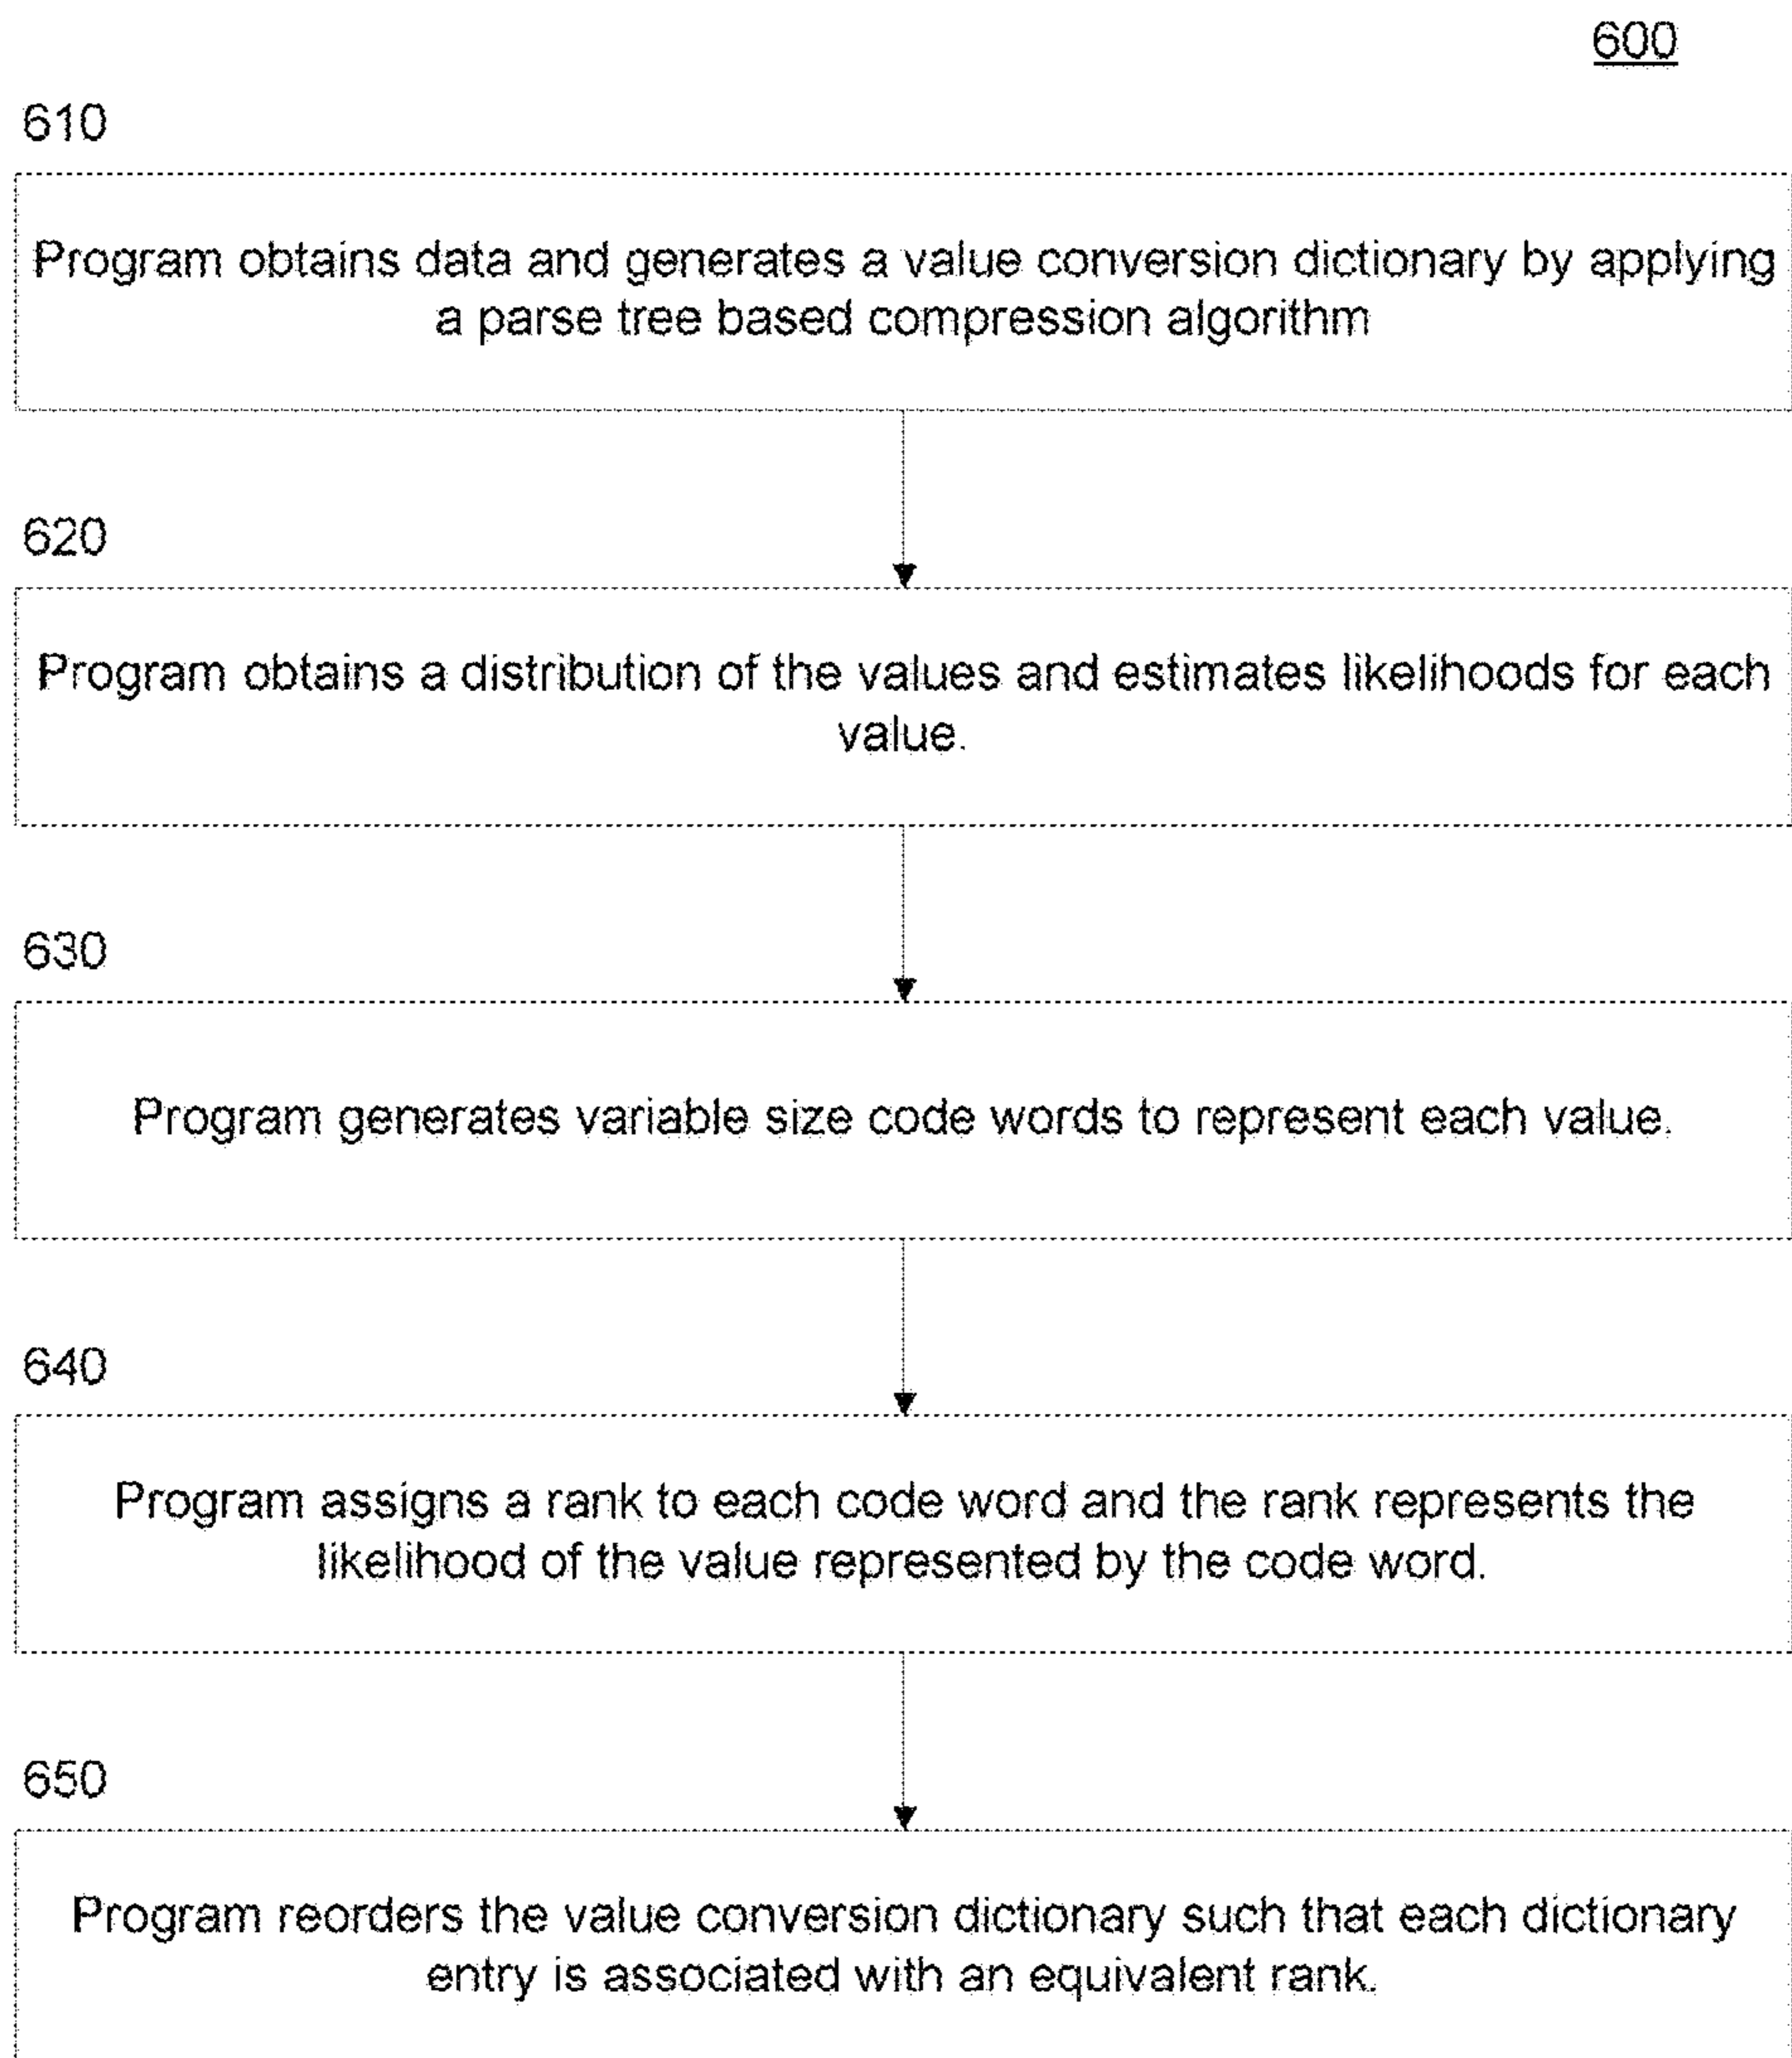 600
610
Program obtains data and generates a value conversion dictionary by applying
a parse tree based compression algorithm
620
Program obtains a distribution of the values and estimates likelihoods for each
value.
630
Program generates variable size code words to represent each value.
640
Program assigns a rank to each code word and the rank represents the
likelihood of the value represented by the code word.
650
Program reorders the value conversion dictionary such that each dictionary
entry is associated with an equivalent rank.